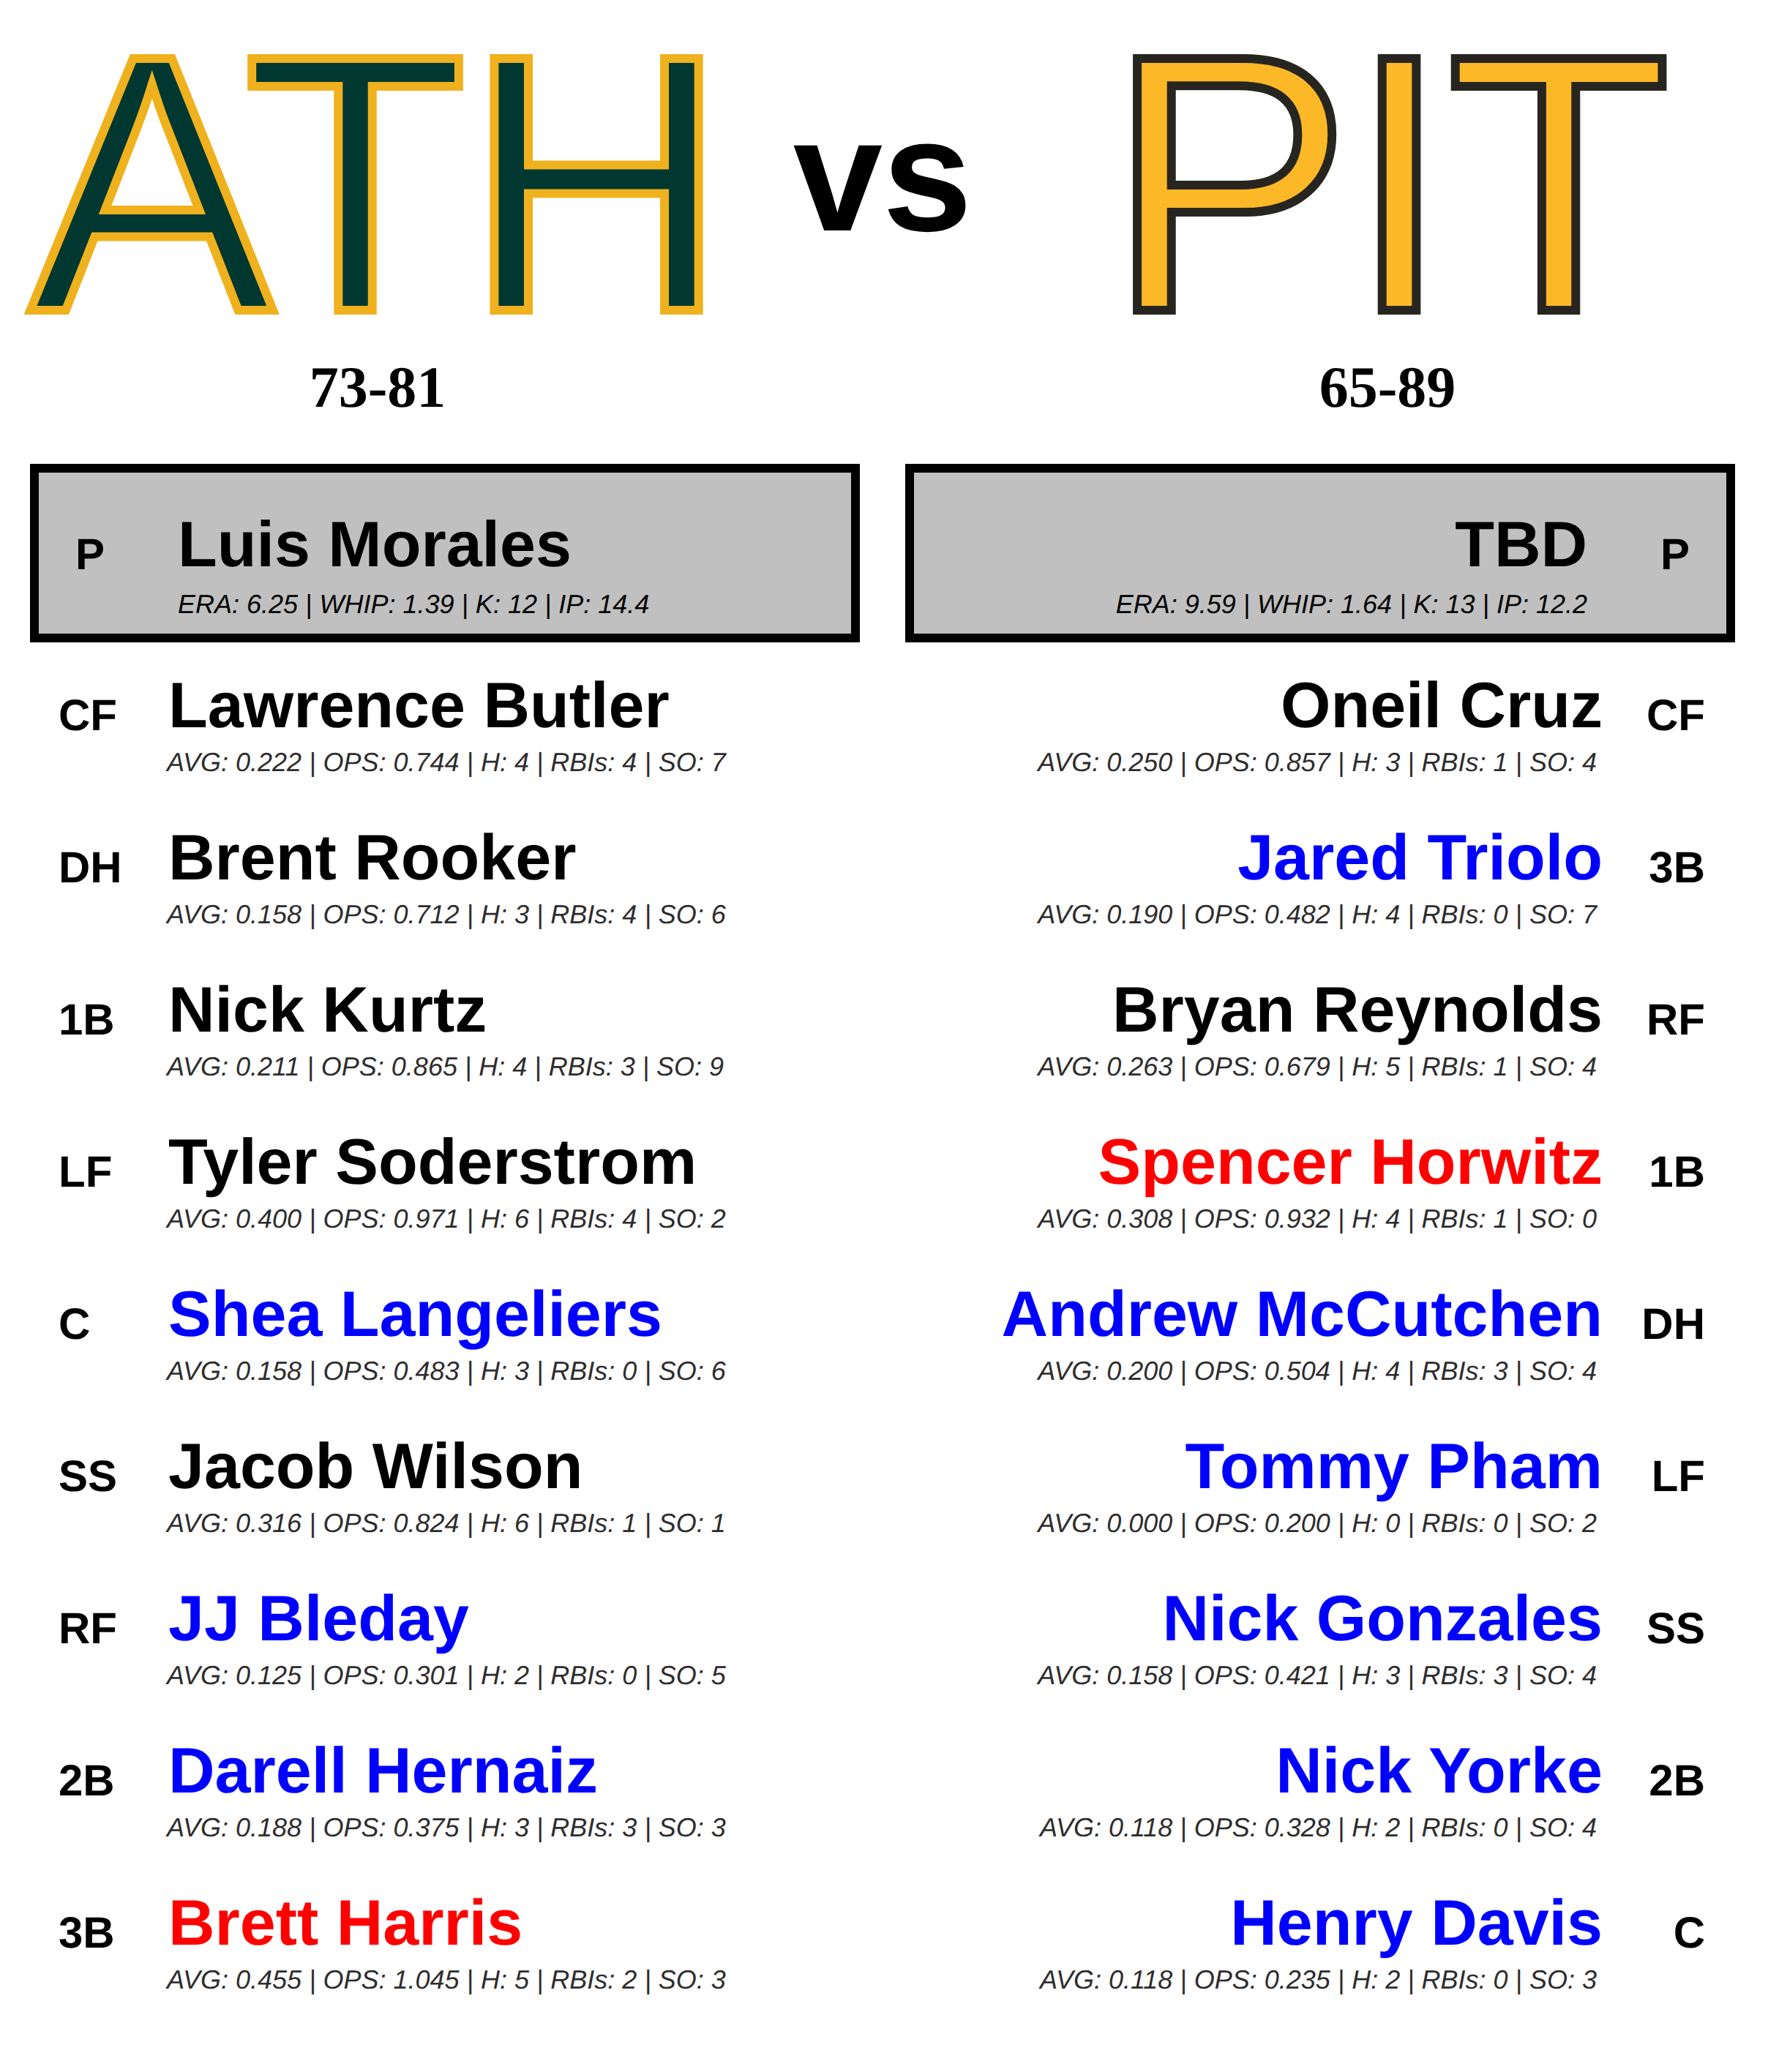 ATH vs PIT
73-81 65-89
P Luis Morales TBD P
ERA: 6.25 | WHIP: 1.39 | K: 12 | IP: 14.4 ERA: 9.59 | WHIP: 1.64 | K: 13 | IP: 12.2
CF Lawrence Butler Oneil Cruz CF
AVG: 0.222 | OPS: 0.744 | H: 4 | RBIs: 4 | SO: 7 AVG: 0.250 | OPS: 0.857 | H: 3 | RBIs: 1 | SO: 4
DH Brent Rooker Jared Triolo 3B
AVG: 0.158 | OPS: 0.712 | H: 3 | RBIs: 4 | SO: 6 AVG: 0.190 | OPS: 0.482 | H: 4 | RBIs: 0 | SO: 7
1B Nick Kurtz Bryan Reynolds RF
AVG: 0.211 | OPS: 0.865 | H: 4 | RBIs: 3 | SO: 9 AVG: 0.263 | OPS: 0.679 | H: 5 | RBIs: 1 | SO: 4
LF Tyler Soderstrom Spencer Horwitz 1B
AVG: 0.400 | OPS: 0.971 | H: 6 | RBIs: 4 | SO: 2 AVG: 0.308 | OPS: 0.932 | H: 4 | RBIs: 1 | SO: 0
C Shea Langeliers Andrew McCutchen DH
AVG: 0.158 | OPS: 0.483 | H: 3 | RBIs: 0 | SO: 6 AVG: 0.200 | OPS: 0.504 | H: 4 | RBIs: 3 | SO: 4
SS Jacob Wilson Tommy Pham LF
AVG: 0.316 | OPS: 0.824 | H: 6 | RBIs: 1 | SO: 1 AVG: 0.000 | OPS: 0.200 | H: 0 | RBIs: 0 | SO: 2
RF JJ Bleday Nick Gonzales SS
AVG: 0.125 | OPS: 0.301 | H: 2 | RBIs: 0 | SO: 5 AVG: 0.158 | OPS: 0.421 | H: 3 | RBIs: 3 | SO: 4
2B Darell Hernaiz Nick Yorke 2B
AVG: 0.188 | OPS: 0.375 | H: 3 | RBIs: 3 | SO: 3 AVG: 0.118 | OPS: 0.328 | H: 2 | RBIs: 0 | SO: 4
3B Brett Harris Henry Davis C
AVG: 0.455 | OPS: 1.045 | H: 5 | RBIs: 2 | SO: 3 AVG: 0.118 | OPS: 0.235 | H: 2 | RBIs: 0 | SO: 3